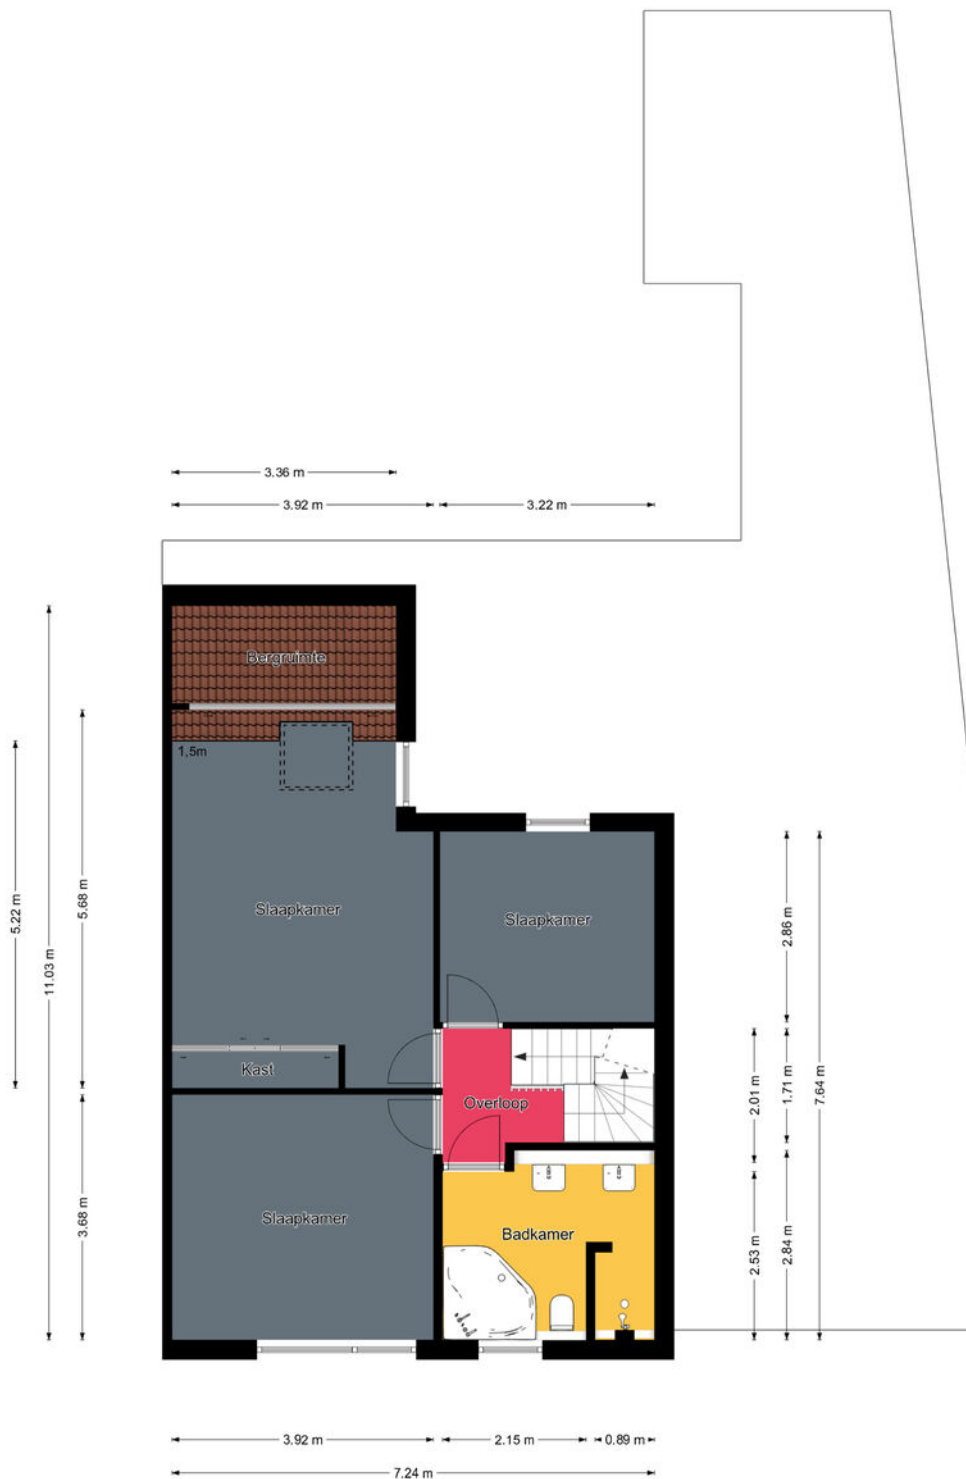 3.36 m
3.92 m
3.22 m
Bergruimte
1,5m
5.22 m
11.03 m
5.68 m
3.68 m
Slaapkamer
Slaapkamer
Kast
Overloop
Slaapkamer
Badkamer
2.01 m
2.53 m
2.86 m
1.71 m
2.84 m
7.64 m
3.92 m
2.15 m
0.89 m
7.24 m